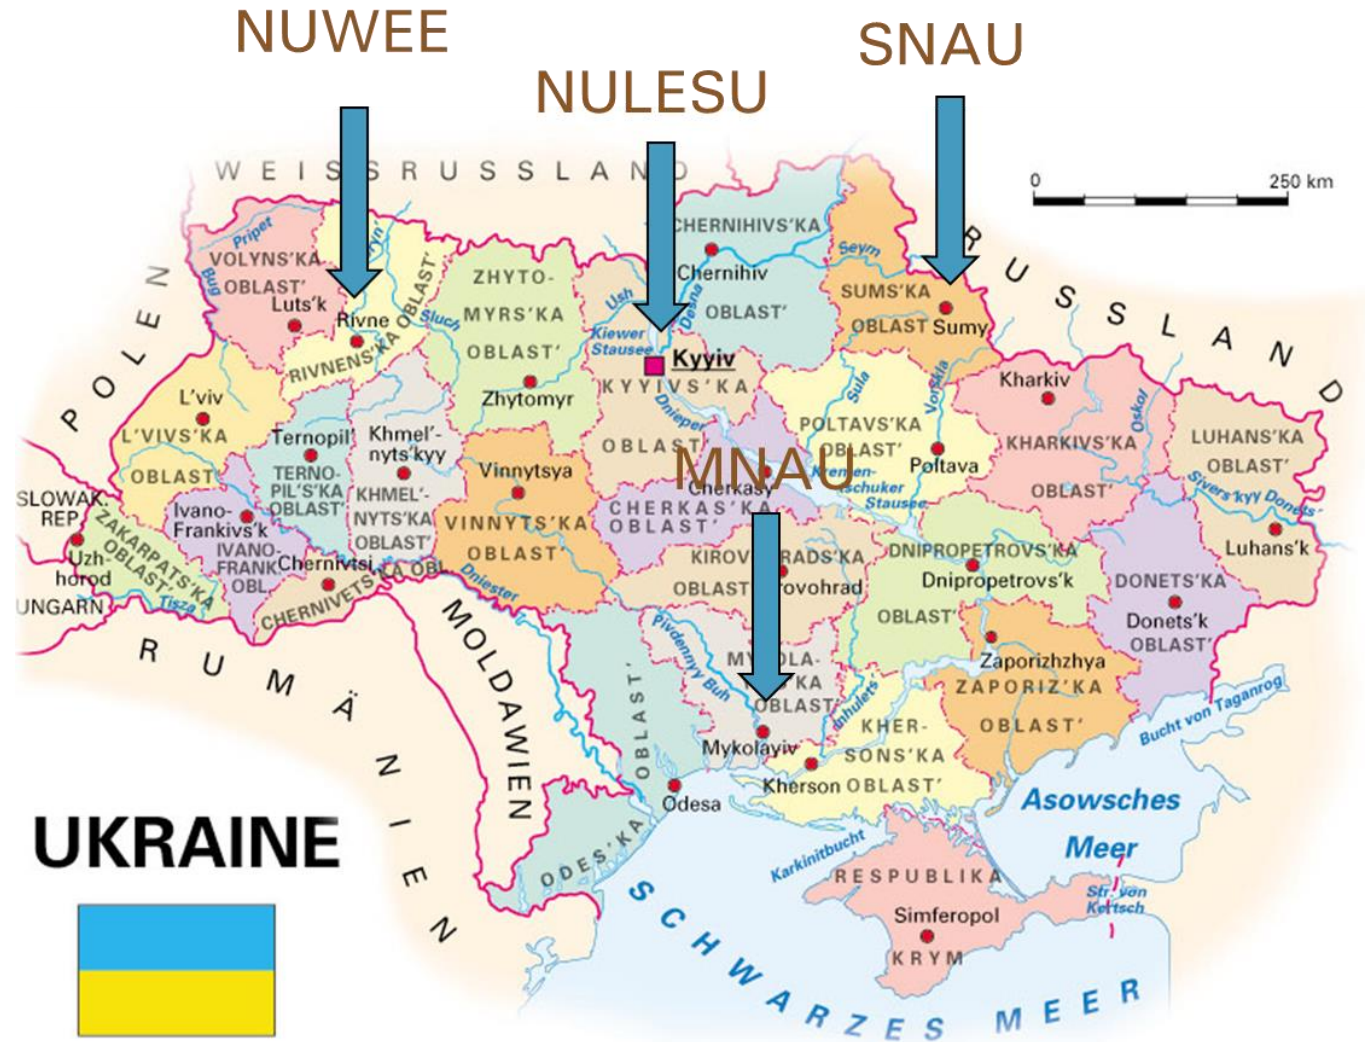 NUWEE
SNAU
NULESU
WEISSRUSSLAND
0 250 km
RUSSLAND
POLEN
Pripet
Bug
VOLYNS'KA
OBLAST'
Luts'k
Rivne
RIVNENS'KA OBLAST'
Sluch
ZHYTO-
MYRS'KA
OBLAST'
Zhytomyr
Ush
Kiewer
Stausee
Desna
CHERNIHIVS'KA
Chernihiv
OBLAST'
Seym
SUMS'KA
OBLAST'
Sumy
Kyyiv
KYYIVS'KA
OBLAST'
Dnieper
L'viv
L'VIVS'KA
OBLAST'
Ternopil'
TERNO-
PIL'S'KA
OBLAST'
Khmel'-
nyts'kyy
KHMEL'-
NYTS'KA
OBLAST'
Vinnytsya
VINNYTS'KA
OBLAST'
MNAU
Cherkasy
CHERKAS'KA
OBLAST'
Sula
Vorskla
POLTAVS'KA
OBLAST'
Poltava
Kremen-
tschuker
Stausee
Kharkiv
KHARKIVS'KA
OBLAST'
Oskol
LUHANS'KA
OBLAST'
Sivers'kyy Donets'
Luhans'k
SLOWAK.
REP.
Uzh-
horod
UNGARN
ZAKARPATS'KA
OBLAST'
Tisza
Ivano-
Frankivs'k
IVANO-
FRANK.
OBL.
Chernivtsi
CHERNIVETS'KA OBL.
Dniester
RUMÄNIEN
MOLDAWIEN
KIROVOHRADS'KA
OBLAST'
Kirovohrad
DNIPROPETROVS'KA
Dnipropetrovs'k
OBLAST'
DONETS'KA
Donets'k
OBLAST'
Zaporizhzhya
ZAPORIZ'KA
OBLAST'
Pivdennyy Buh
MYKOLA-
OBLAST'
Mykolayiv
Inhulets
KHER-
SONS'KA
Kherson OBLAST'
Odesa
ODES'KA OBLAST'
Bucht von Taganrog
Asowsches
Meer
Str. von
Kertsch
Karkinitbucht
RESPUBLIKA
Simferopol
KRYM
SCHWARZES MEER
UKRAINE